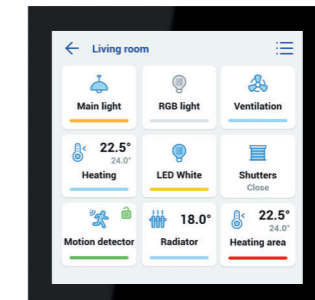 Living room
Main light
RGB light
Ventilation
22.5°
24.0°
Heating
LED White
Shutters
Close
Motion detector
18.0°
Radiator
22.5°
24.0°
Heating area